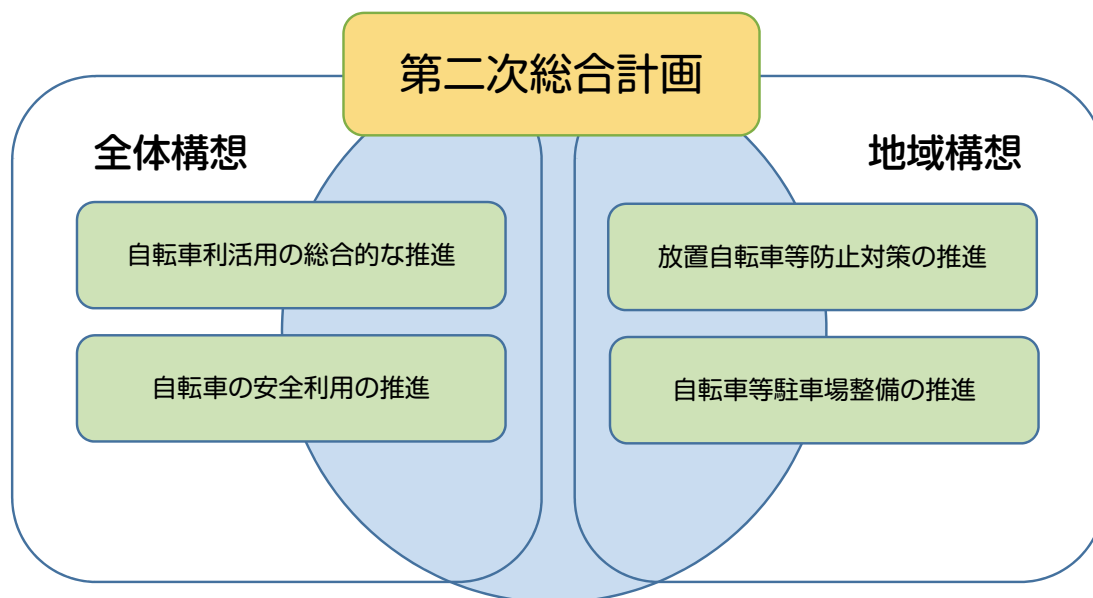 第二次総合計画
全体構想
自転車利活用の総合的な推進
自転車の安全利用の推進
地域構想
放置自転車等防止対策の推進
自転車等駐車場整備の推進